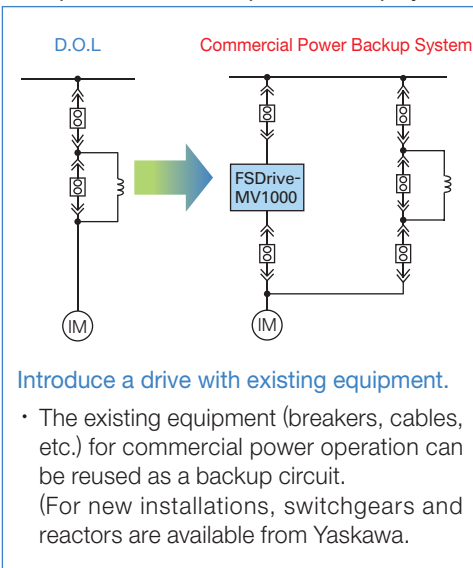 D.O.L
Commercial Power Backup System
FSDrive-
MV1000
IM
IM
Introduce a drive with existing equipment.
・ The existing equipment (breakers, cables,
etc.) for commercial power operation can
be reused as a backup circuit.
(For new installations, switchgears and
reactors are available from Yaskawa.